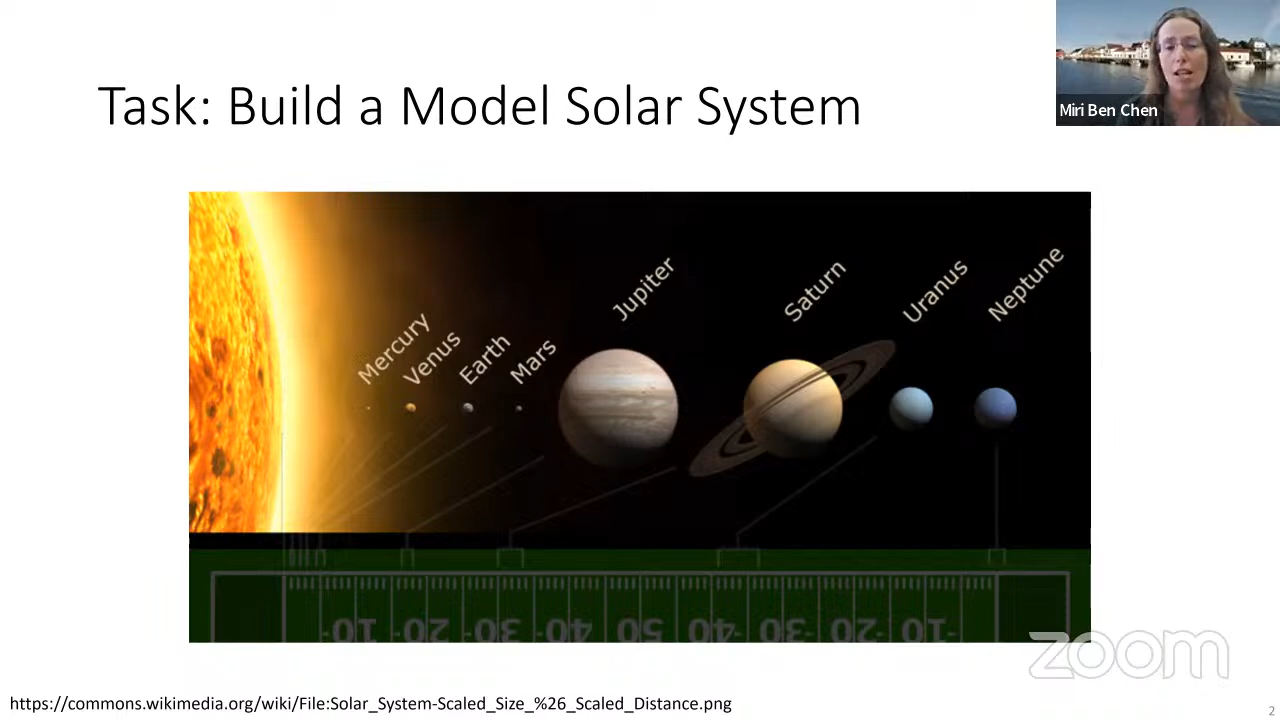 Task: Build a Model Solar System
Miri Ben Chen
Mercury
Venus
Earth
Mars
Jupiter
Saturn
Uranus
Neptune
10 20 30 40 50 40 30 20 10
zoom
https://commons.wikimedia.org/wiki/File:Solar_System-Scaled_Size_%26_Scaled_Distance.png
2